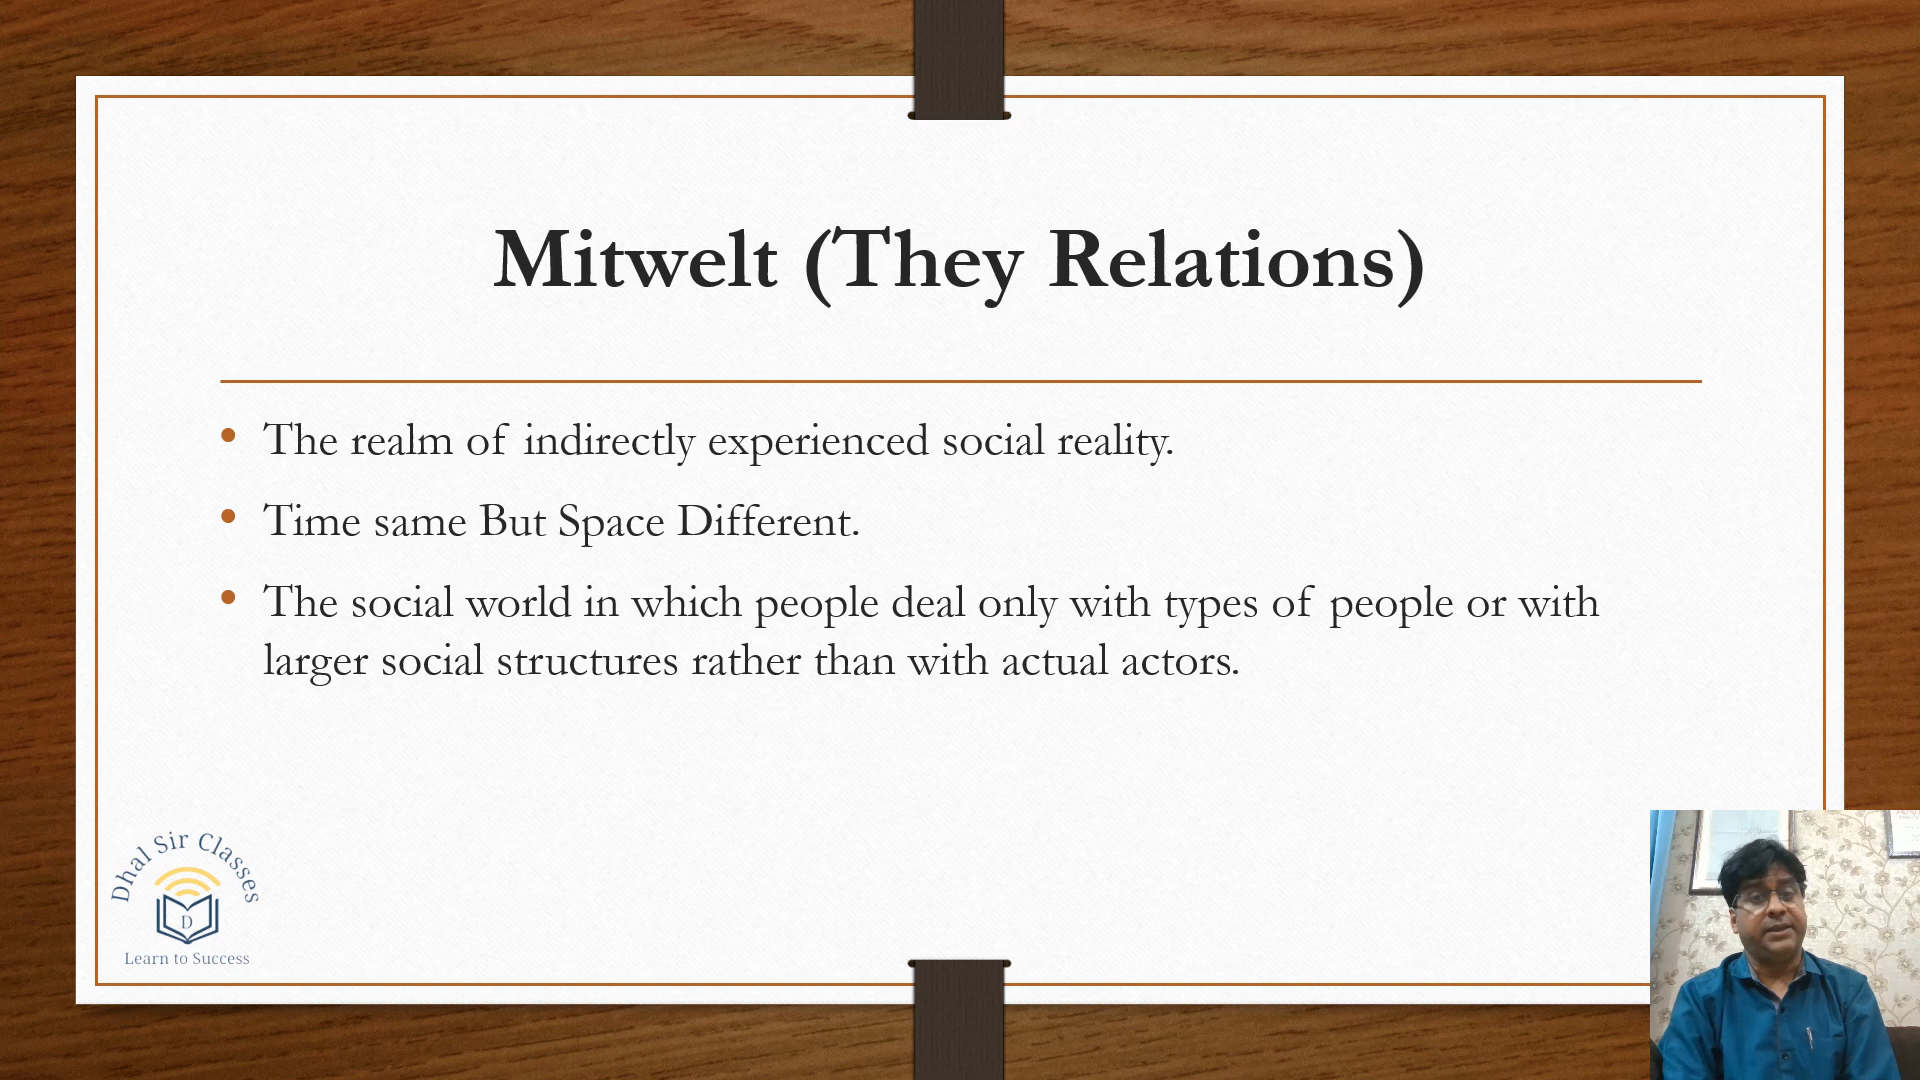 Mitwelt (They Relations)
• The realm of indirectly experienced social reality.
• Time same But Space Different.
• The social world in which people deal only with types of people or with
larger social structures rather than with actual actors.
Dhal Sir Classes
D
Learn to Success